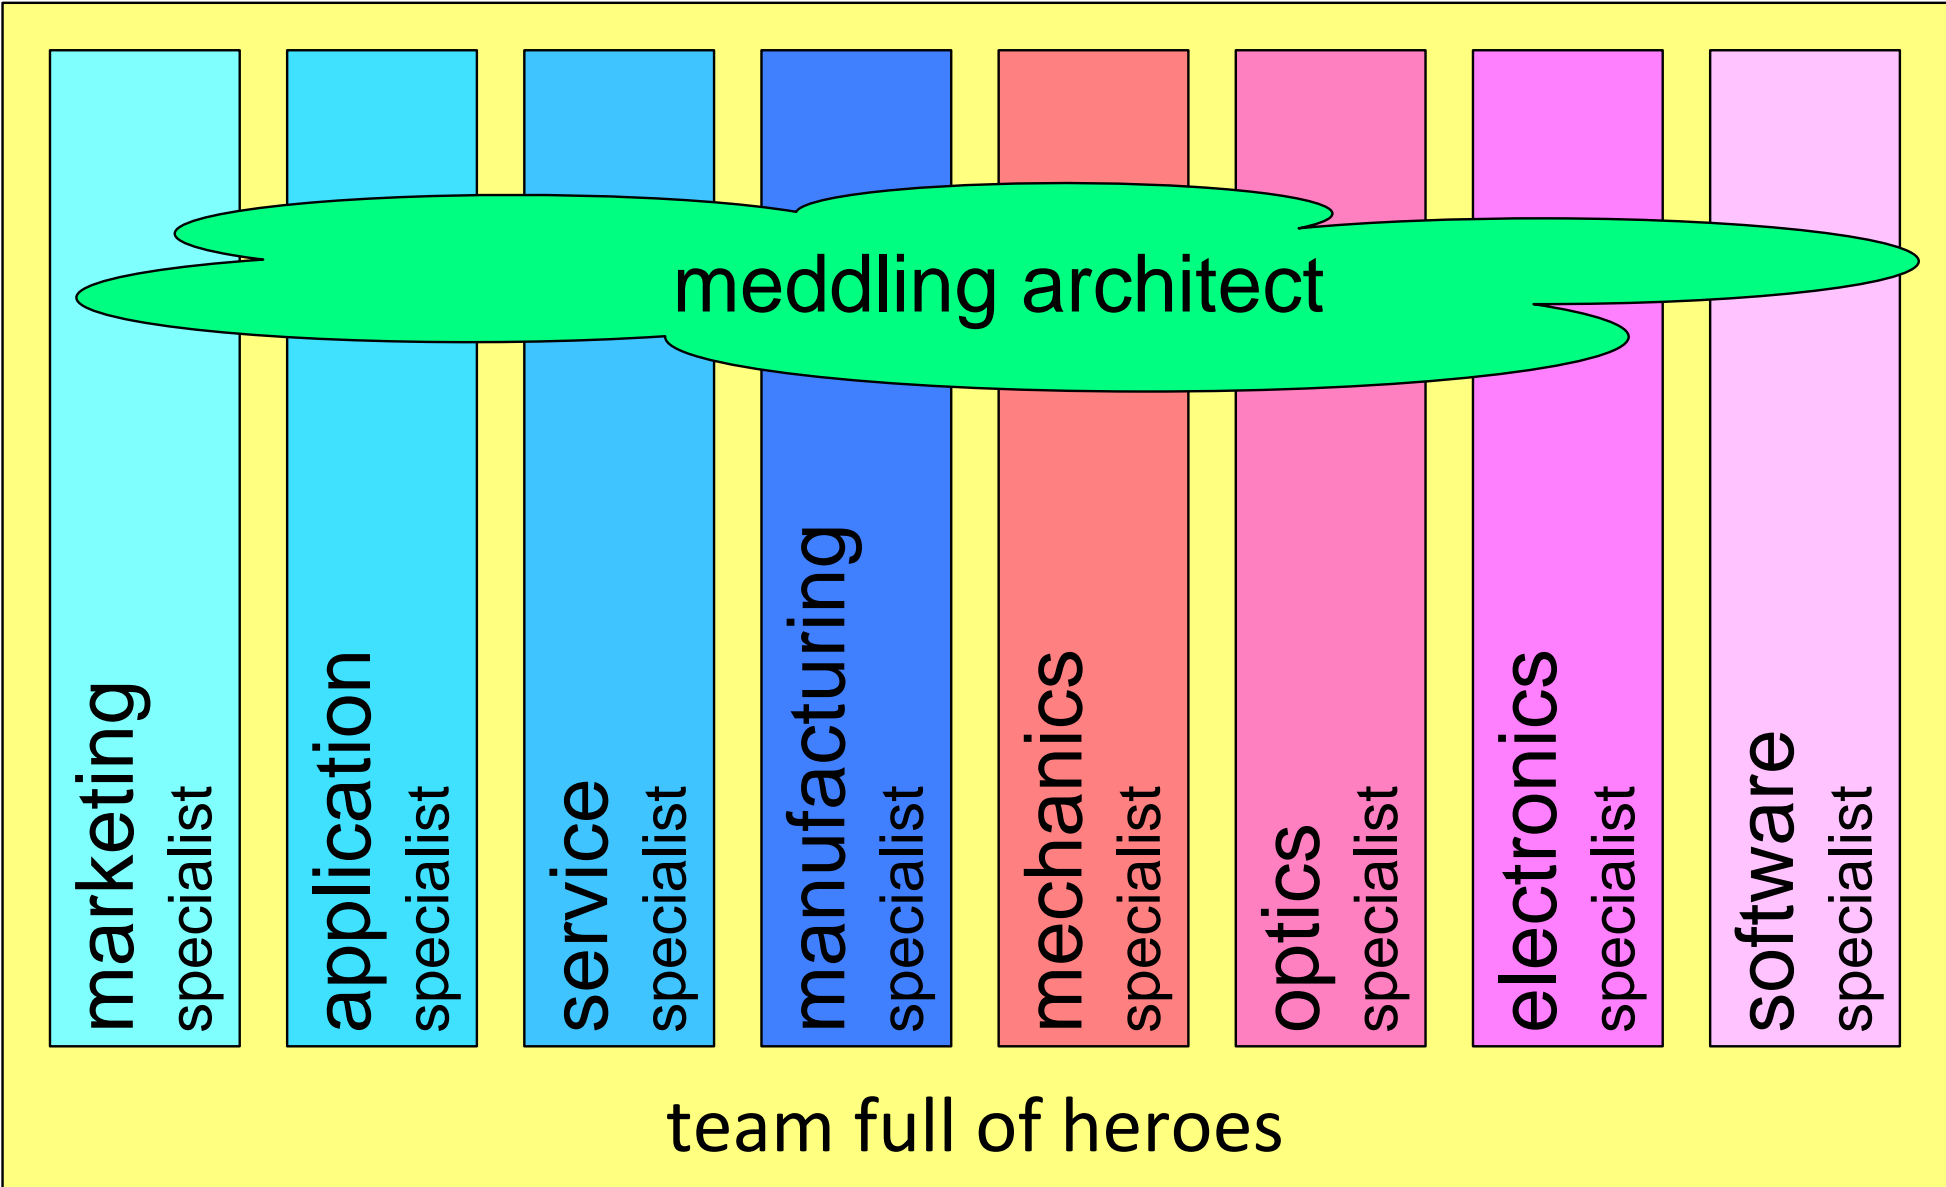 meddling architect
marketing
specialist
application
specialist
service
specialist
manufacturing
specialist
mechanics
specialist
optics
specialist
electronics
specialist
software
specialist
team full of heroes